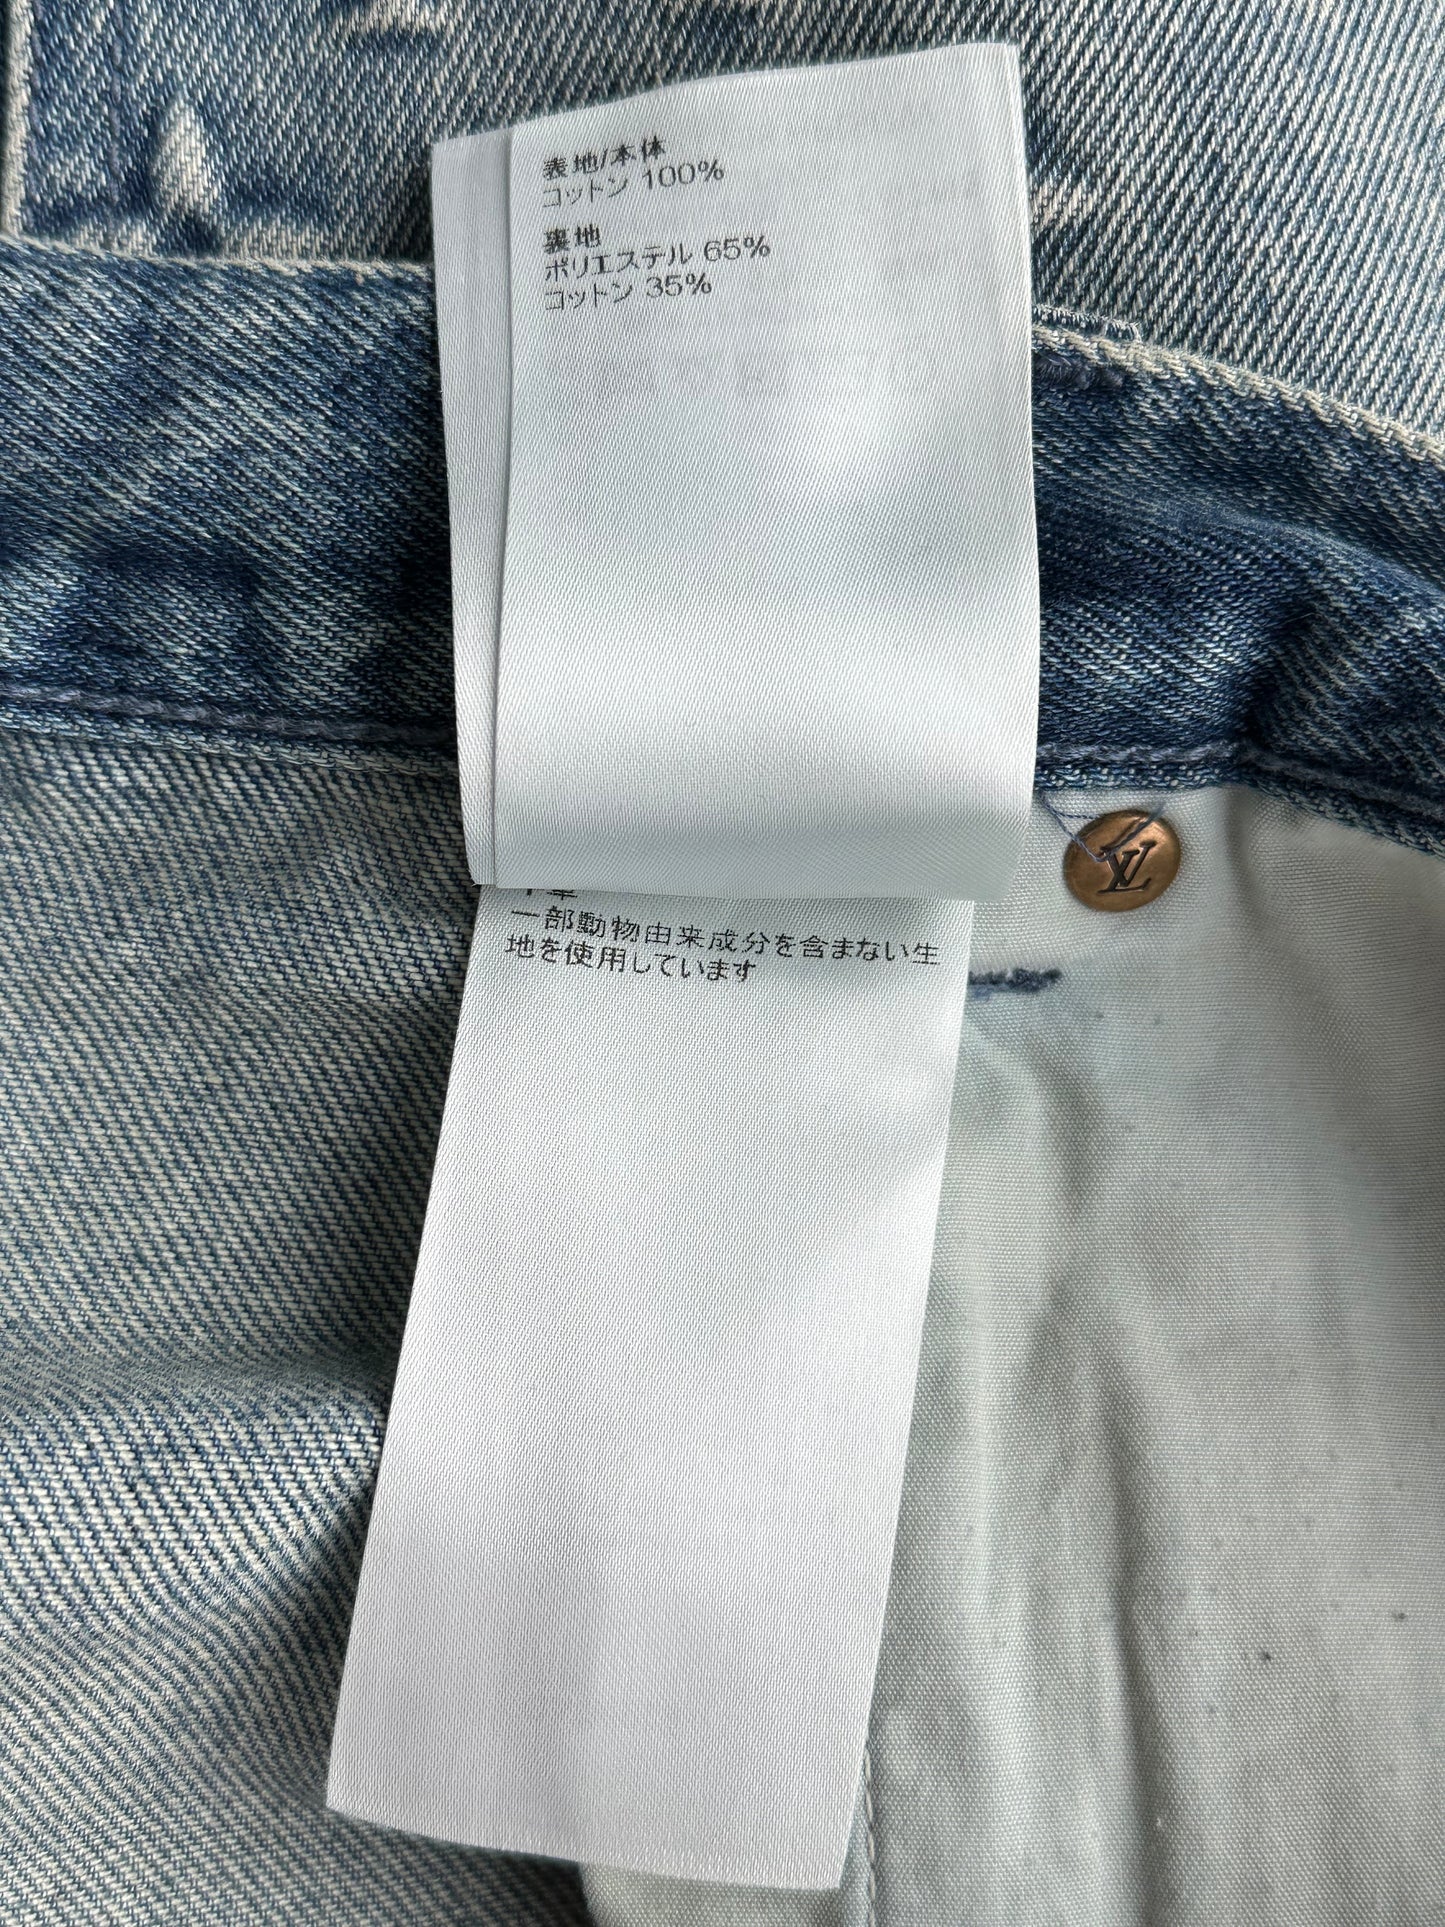 表地/本体
コットン 100%
裏地
ポリエステル 65%
コットン 35%
LV
一部動物由来成分を含まない生
地を使用しています